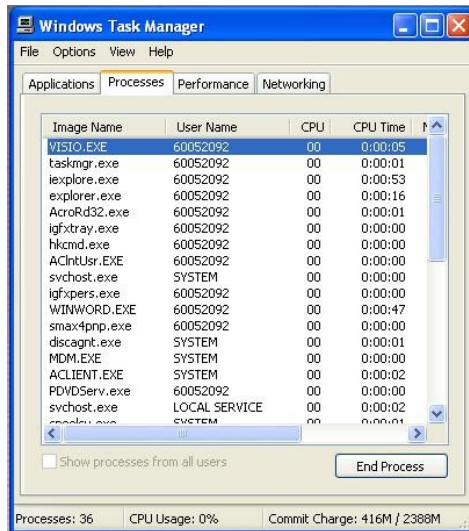 Windows Task Manager
File Options View Help
Applications Processes Performance Networking
Image Name User Name CPU CPU Time
VISIO.EXE 60052092 00 0:00:05
taskmgr.exe 60052092 00 0:00:01
iexplore.exe 60052092 00 0:00:53
explorer.exe 60052092 00 0:00:16
AcroRd32.exe 60052092 00 0:00:01
igfxtray.exe 60052092 00 0:00:00
hkcmd.exe 60052092 00 0:00:00
AClntUsr.EXE 60052092 00 0:00:00
svchost.exe SYSTEM 00 0:00:01
igfxpers.exe 60052092 00 0:00:00
WINWORD.EXE 60052092 00 0:00:47
smax4pnp.exe 60052092 00 0:00:00
discagnt.exe SYSTEM 00 0:00:01
MDM.EXE SYSTEM 00 0:00:00
ACLIENT.EXE SYSTEM 00 0:00:02
PDVDServ.exe 60052092 00 0:00:00
svchost.exe LOCAL SERVICE 00 0:00:02
SYSTEM 00 0:00:01
Show processes from all users
End Process
Processes: 36 CPU Usage: 0% Commit Charge: 416M / 2388M